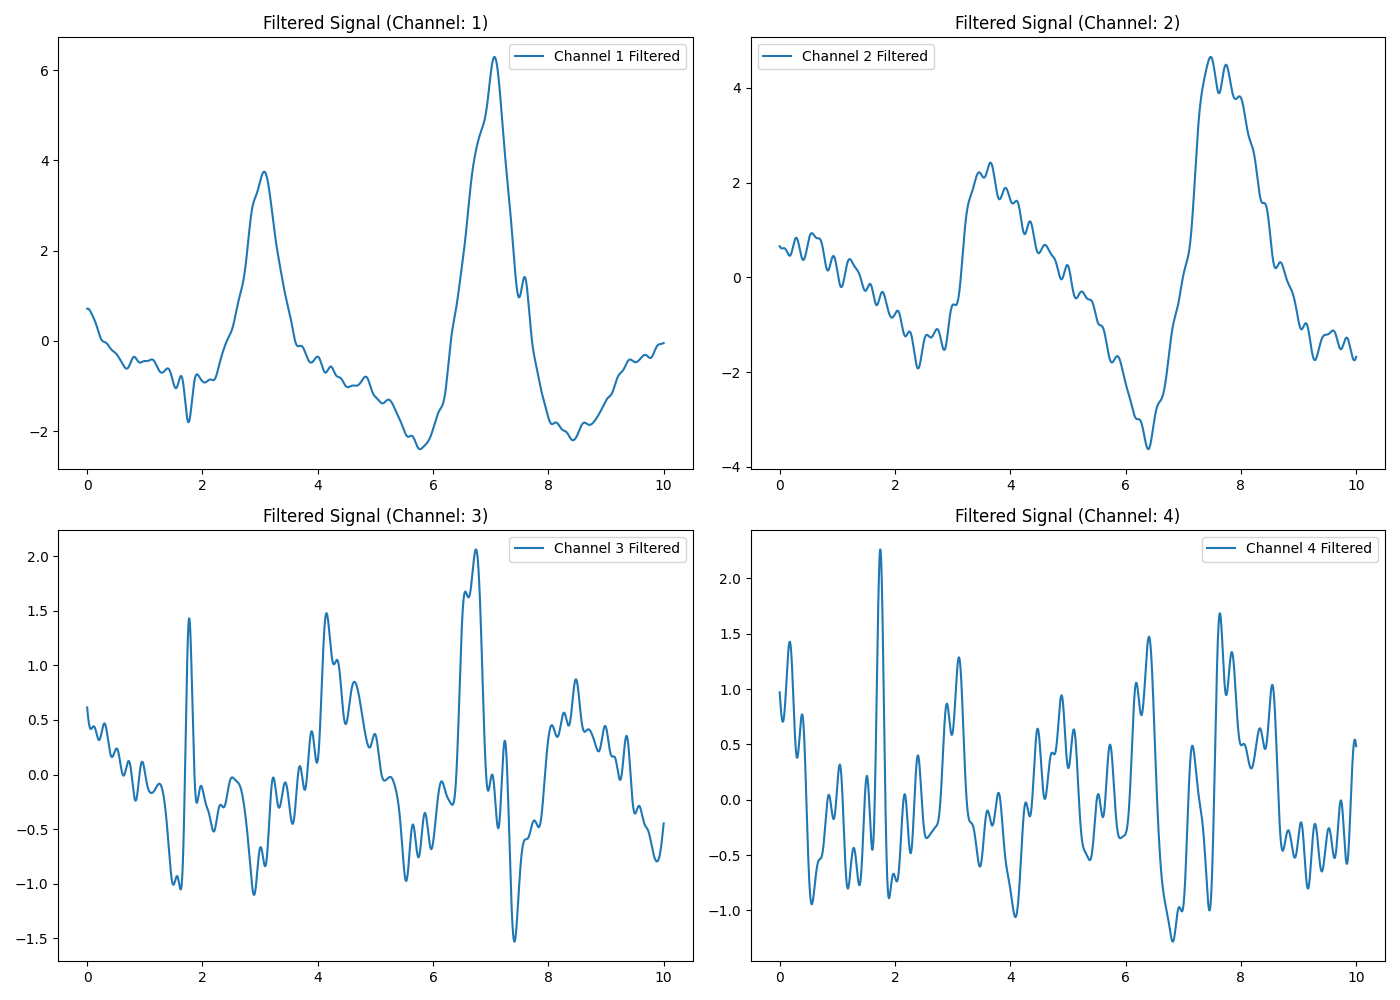 Filtered Signal (Channel: 1)
Channel 1 Filtered
6
4
2
0
−2
0 2 4 6 8 10
Filtered Signal (Channel: 2)
Channel 2 Filtered
4
2
0
−2
−4
0 2 4 6 8 10
Filtered Signal (Channel: 3)
Channel 3 Filtered
2.0
1.5
1.0
0.5
0.0
−0.5
−1.0
−1.5
0 2 4 6 8 10
Filtered Signal (Channel: 4)
Channel 4 Filtered
2.0
1.5
1.0
0.5
0.0
−0.5
−1.0
0 2 4 6 8 10